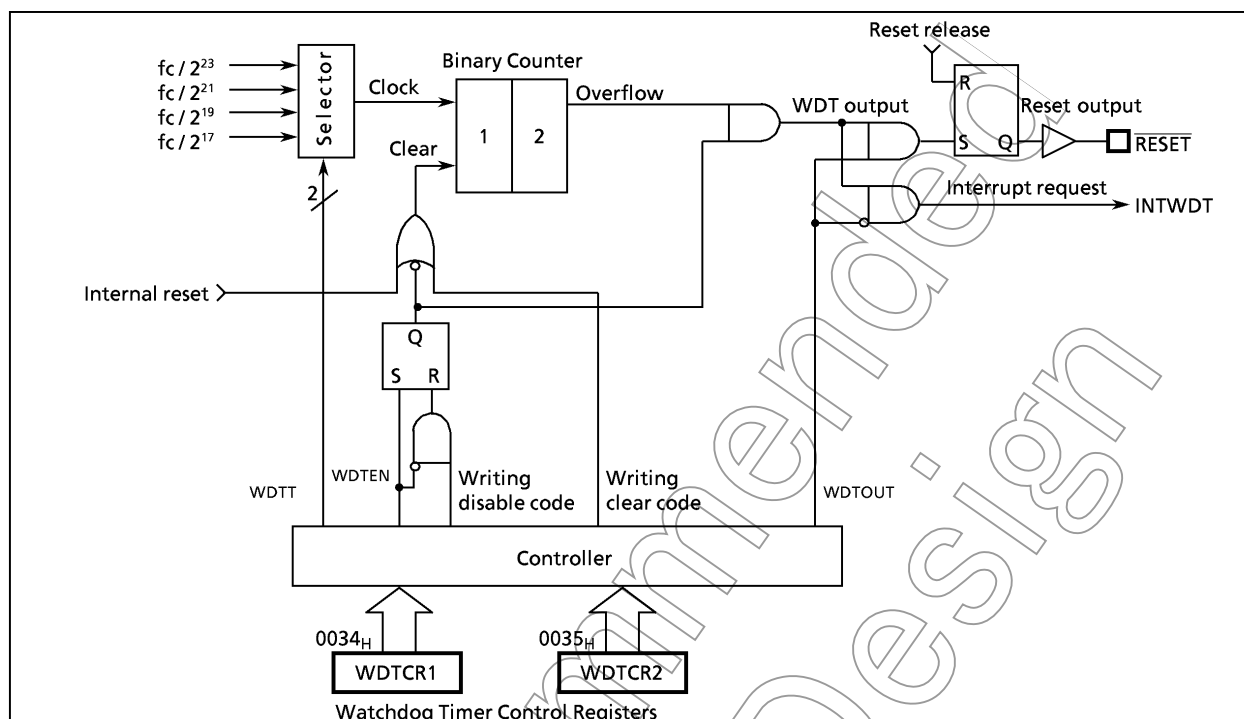 Reset release
Binary Counter
fc / 2²³
fc / 2²¹
fc / 2¹⁹
fc / 2¹⁷
Selector
Clock
1
2
Overflow
WDT output
R
S
Q
Reset output
RESET
Clear
2
Interrupt request
INTWDT
Internal reset
Q
S
R
WDTT
WDTEN
Writing
disable code
Writing
clear code
WDTOUT
Controller
0034H
0035H
WDTCR1
WDTCR2
Watchdog Timer Control Registers
mmended
Design